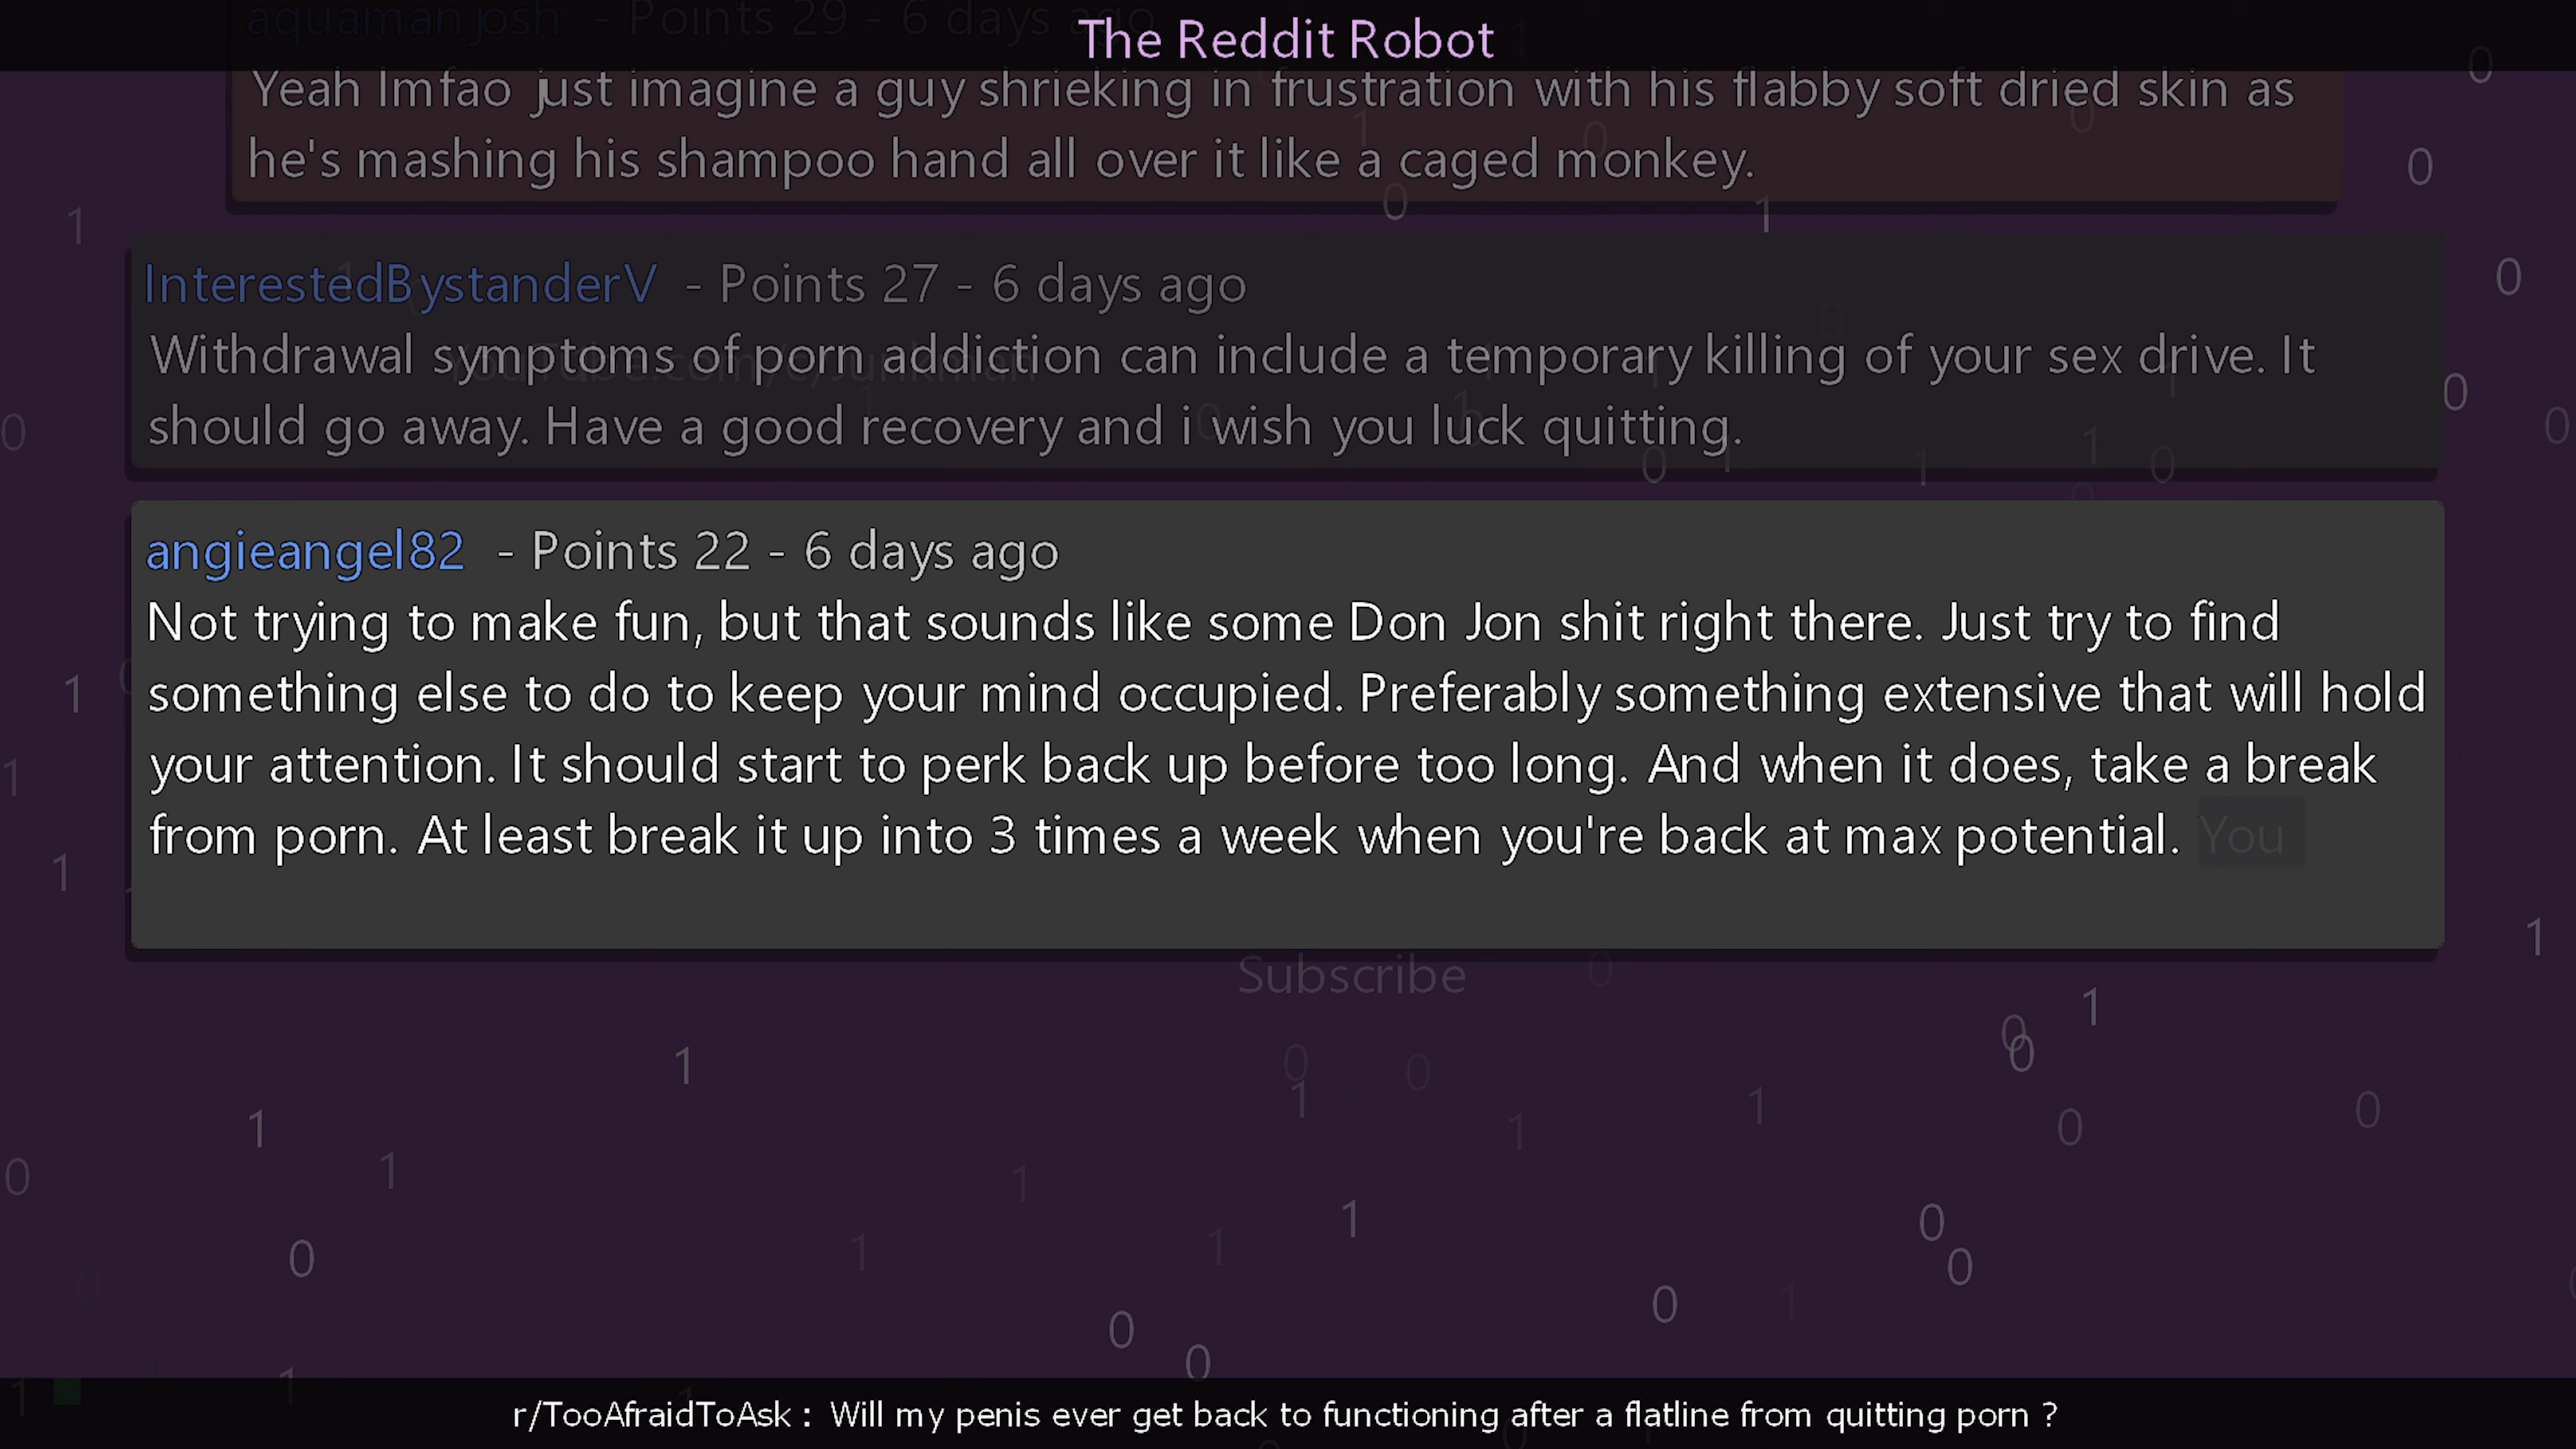 aquamanjosh - Points 29 - 6 days ago
The Reddit Robot
Yeah lmfao just imagine a guy shrieking in frustration with his flabby soft dried skin as
he's mashing his shampoo hand all over it like a caged monkey.
InterestedBystanderV - Points 27 - 6 days ago
Withdrawal symptoms of porn addiction can include a temporary killing of your sex drive. It
should go away. Have a good recovery and i wish you luck quitting.
angieangel82 - Points 22 - 6 days ago
Not trying to make fun, but that sounds like some Don Jon shit right there. Just try to find
something else to do to keep your mind occupied. Preferably something extensive that will hold
your attention. It should start to perk back up before too long. And when it does, take a break
from porn. At least break it up into 3 times a week when you're back at max potential. You
Subscribe
r/TooAfraidToAsk : Will my penis ever get back to functioning after a flatline from quitting porn ?